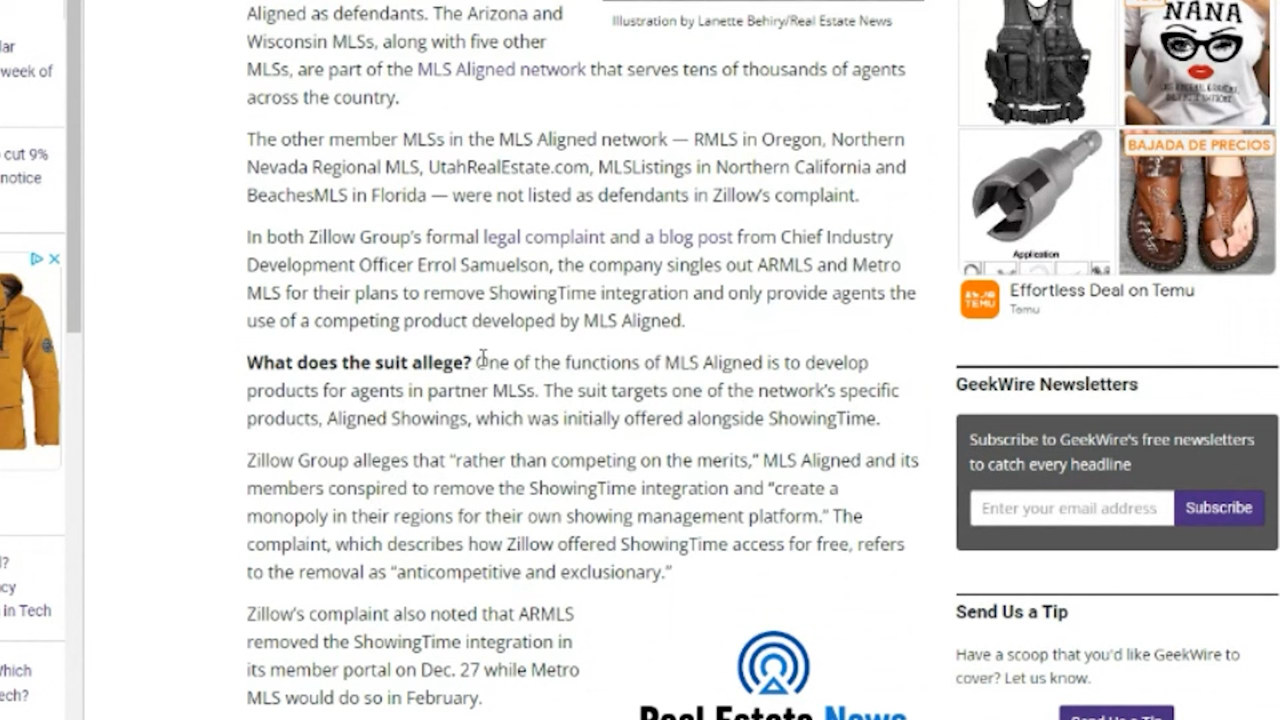 Aligned as defendants. The Arizona and
Wisconsin MLSs, along with five other
MLSs, are part of the MLS Aligned network that serves tens of thousands of agents
across the country.
Illustration by Lanette Behiry/Real Estate News
The other member MLSs in the MLS Aligned network — RMLS in Oregon, Northern
Nevada Regional MLS, UtahRealEstate.com, MLSListings in Northern California and
BeachesMLS in Florida — were not listed as defendants in Zillow's complaint.
In both Zillow Group's formal legal complaint and a blog post from Chief Industry
Development Officer Errol Samuelson, the company singles out ARMLS and Metro
MLS for their plans to remove ShowingTime integration and only provide agents the
use of a competing product developed by MLS Aligned.
What does the suit allege? One of the functions of MLS Aligned is to develop
products for agents in partner MLSs. The suit targets one of the network's specific
products, Aligned Showings, which was initially offered alongside ShowingTime.
Zillow Group alleges that “rather than competing on the merits,” MLS Aligned and its
members conspired to remove the ShowingTime integration and “create a
monopoly in their regions for their own showing management platform.” The
complaint, which describes how Zillow offered ShowingTime access for free, refers
to the removal as “anticompetitive and exclusionary.”
Zillow's complaint also noted that ARMLS
removed the ShowingTime integration in
its member portal on Dec. 27 while Metro
MLS would do so in February.
Real Estate News
week of
cut 9%
notice
in Tech
NANA
BAJADA DE PRECIOS
Application
TEMU
Effortless Deal on Temu
Temu
GeekWire Newsletters
Subscribe to GeekWire's free newsletters
to catch every headline
Enter your email address
Subscribe
Send Us a Tip
Have a scoop that you'd like GeekWire to
cover? Let us know.
Send Us a Tip